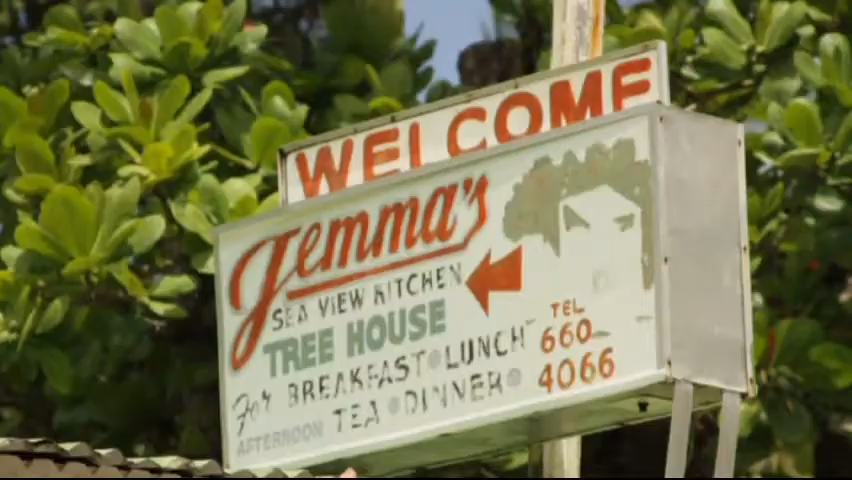 WELCOME
Jemma's
SEA VIEW KITCHEN
TREE HOUSE
For BREAKFAST • LUNCH
AFTERNOON TEA • DINNER •
TEL
660-
4066